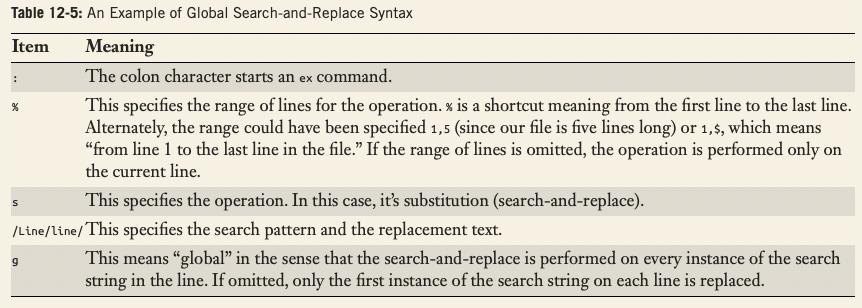 Table 12-5: An Example of Global Search-and-Replace Syntax
Item Meaning
: The colon character starts an ex command.
% This specifies the range of lines for the operation. % is a shortcut meaning from the first line to the last line.
Alternately, the range could have been specified 1,5 (since our file is five lines long) or 1,$, which means
“from line 1 to the last line in the file.” If the range of lines is omitted, the operation is performed only on
the current line.
s This specifies the operation. In this case, it’s substitution (search-and-replace).
/Line/line/ This specifies the search pattern and the replacement text.
g This means “global” in the sense that the search-and-replace is performed on every instance of the search
string in the line. If omitted, only the first instance of the search string on each line is replaced.